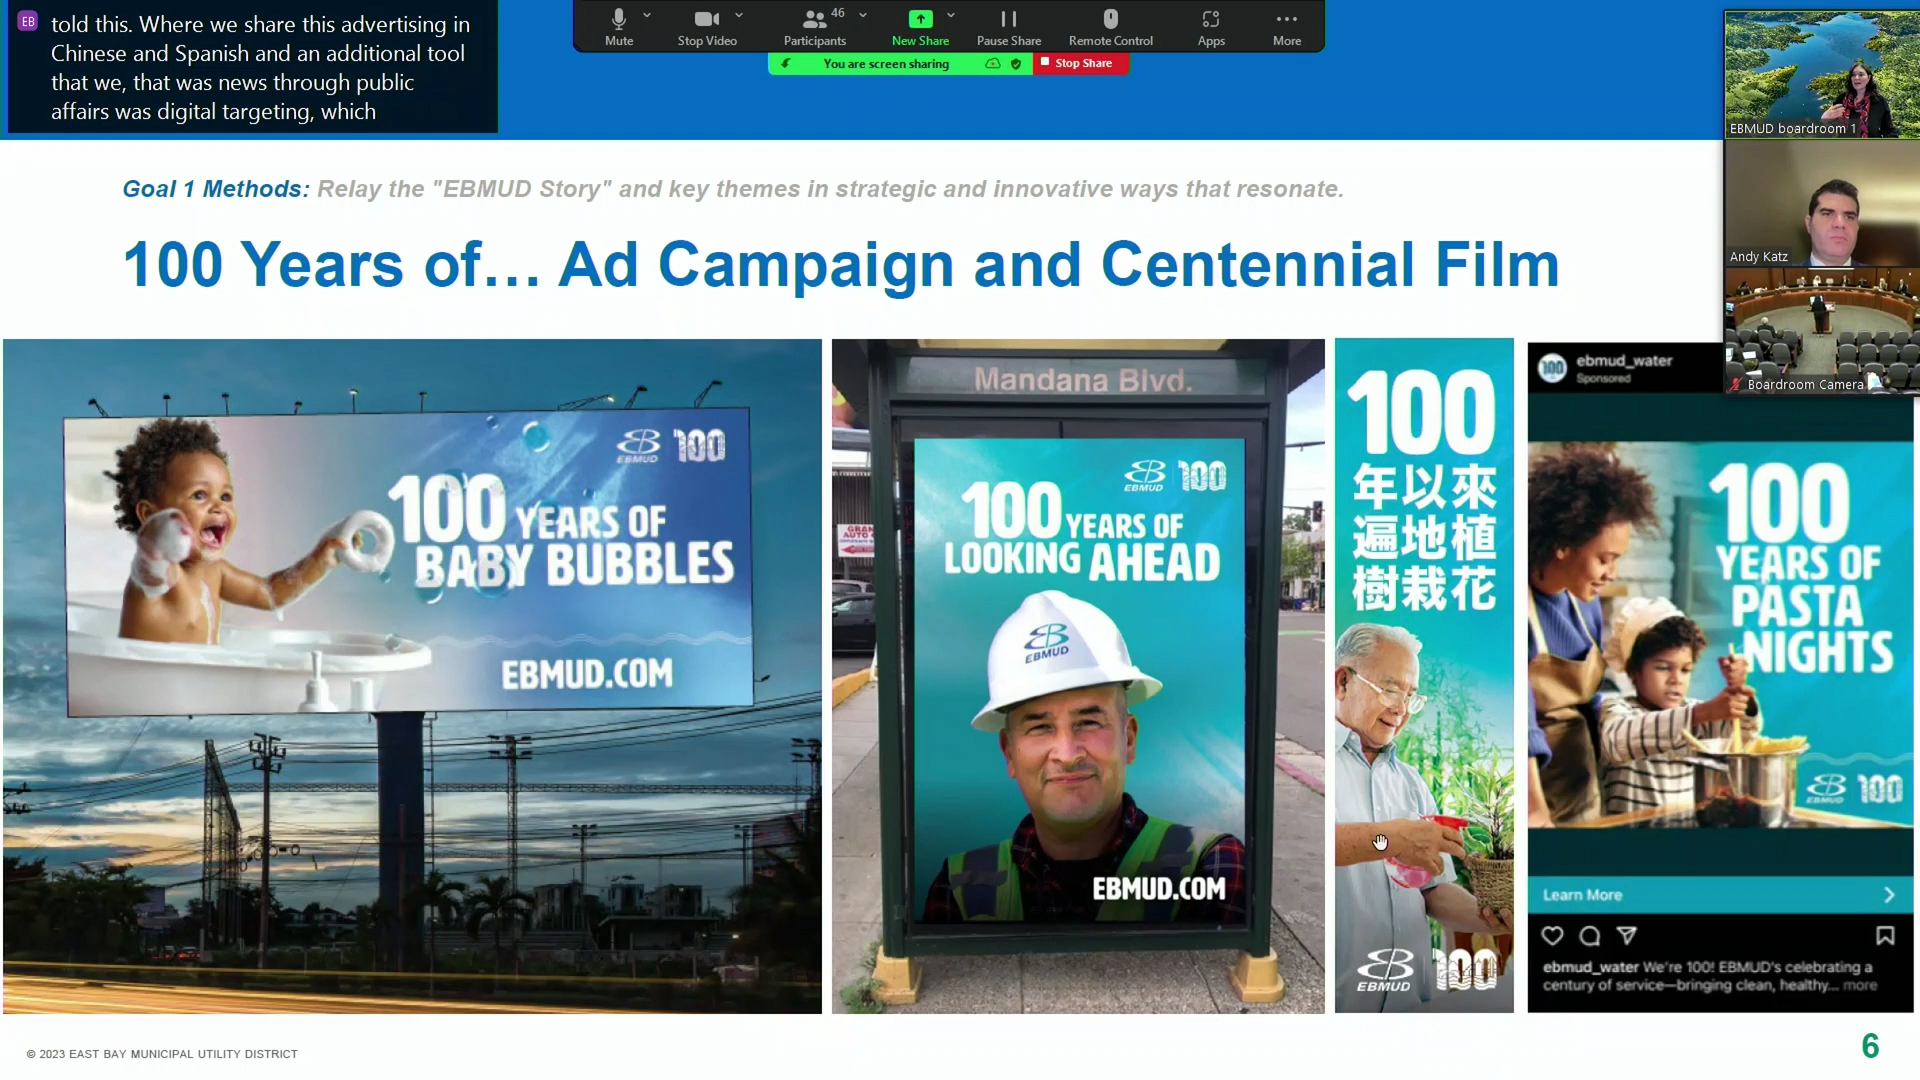 EB
told this. Where we share this advertising in
Chinese and Spanish and an additional tool
that we, that was news through public
affairs was digital targeting, which
46
Mute
Stop Video
Participants
New Share
Pause Share
Remote Control
Apps
More
You are screen sharing
Stop Share
EBMUD boardroom 1
Andy Katz
Boardroom Camera
Goal 1 Methods: Relay the "EBMUD Story" and key themes in strategic and innovative ways that resonate.
100 Years of… Ad Campaign and Centennial Film
EBMUD 100
100 YEARS OF
BABY BUBBLES
EBMUD.COM
Mandana Blvd.
EBMUD 100
100 YEARS OF
LOOKING AHEAD
EBMUD
EBMUD.COM
100
年以來
遍地植
樹栽花
EBMUD 100
100
ebmud_water
Sponsored
100
YEARS OF
PASTA
NIGHTS
EBMUD 100
Learn More
ebmud_water We're 100! EBMUD's celebrating a
century of service—bringing clean, healthy... more
© 2023 EAST BAY MUNICIPAL UTILITY DISTRICT
6